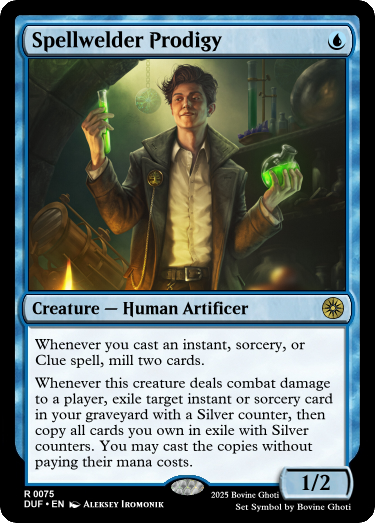 Spellwelder Prodigy
Creature — Human Artificer
Whenever you cast an instant, sorcery, or
Clue spell, mill two cards.
Whenever this creature deals combat damage
to a player, exile target instant or sorcery card
in your graveyard with a Silver counter, then
copy all cards you own in exile with Silver
counters. You may cast the copies without
paying their mana costs.
1/2
R 0075
DUF • EN Aleksey Iromonik
2025 Bovine Ghoti
Set Symbol by Bovine Ghoti